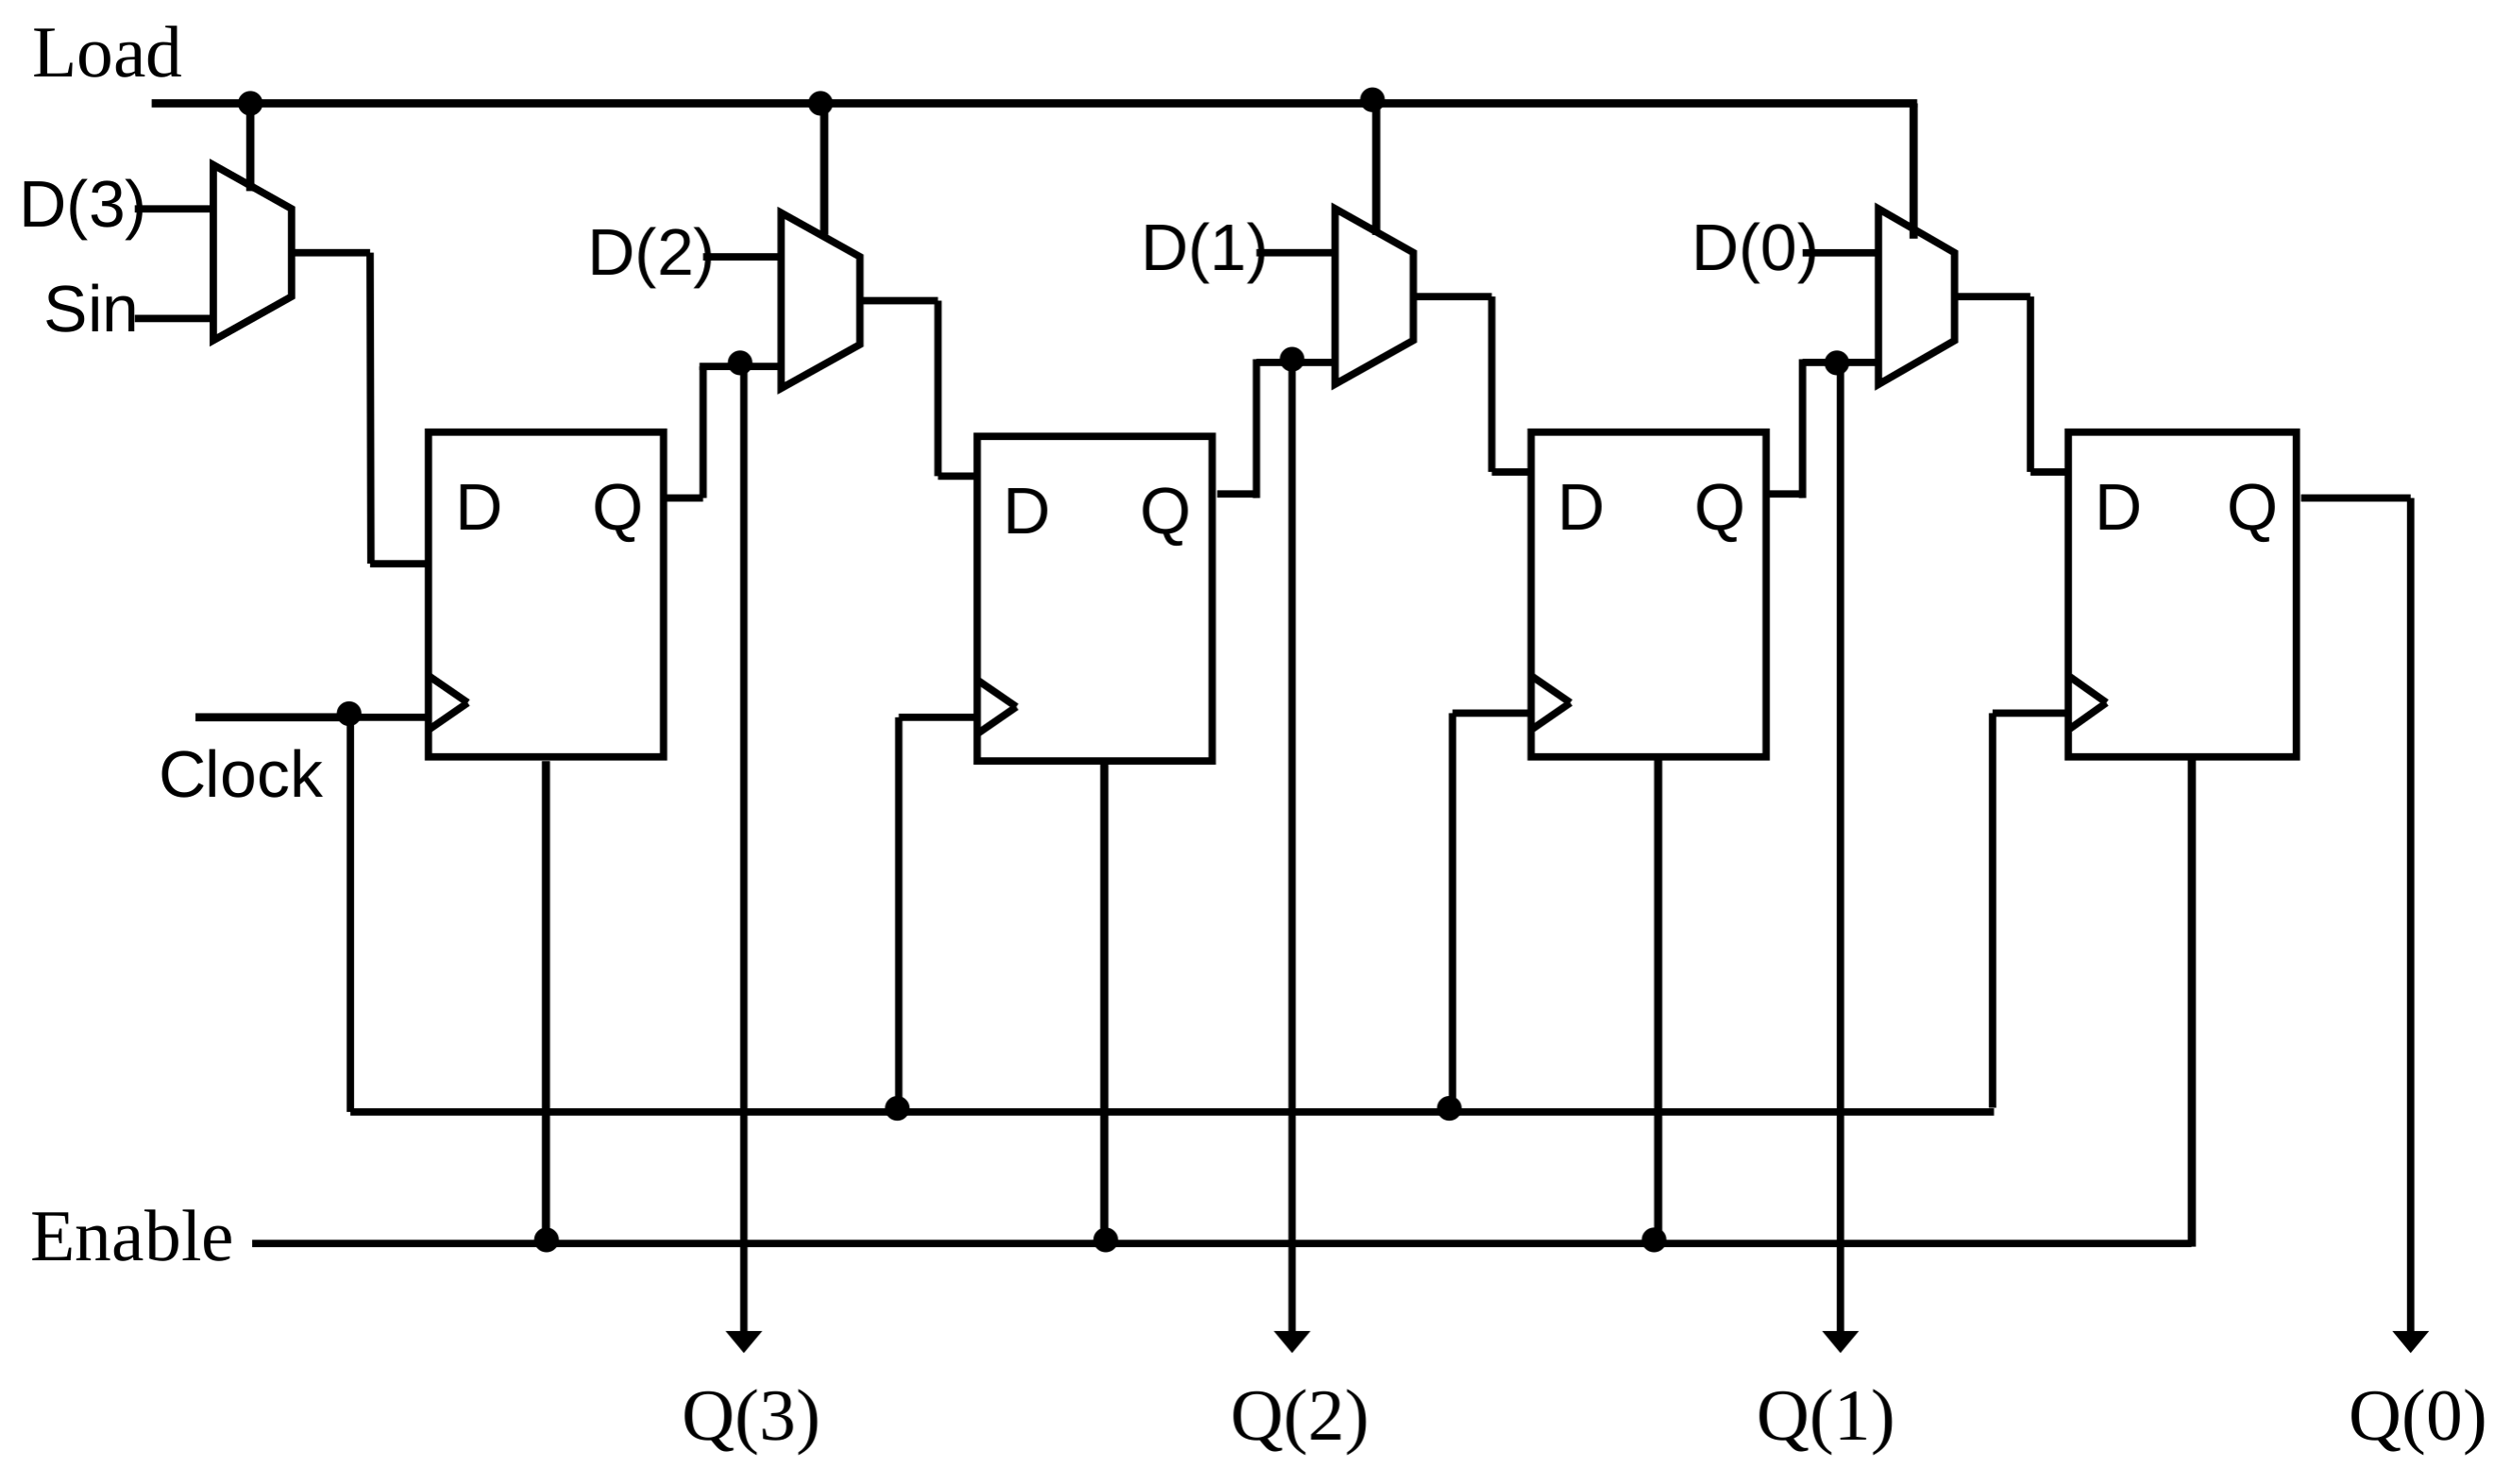 Load
D(3)
D(2)
D(1)
D(0)
Sin
D Q
D Q
D Q
D Q
Clock
Enable
Q(3)
Q(2)
Q(1)
Q(0)